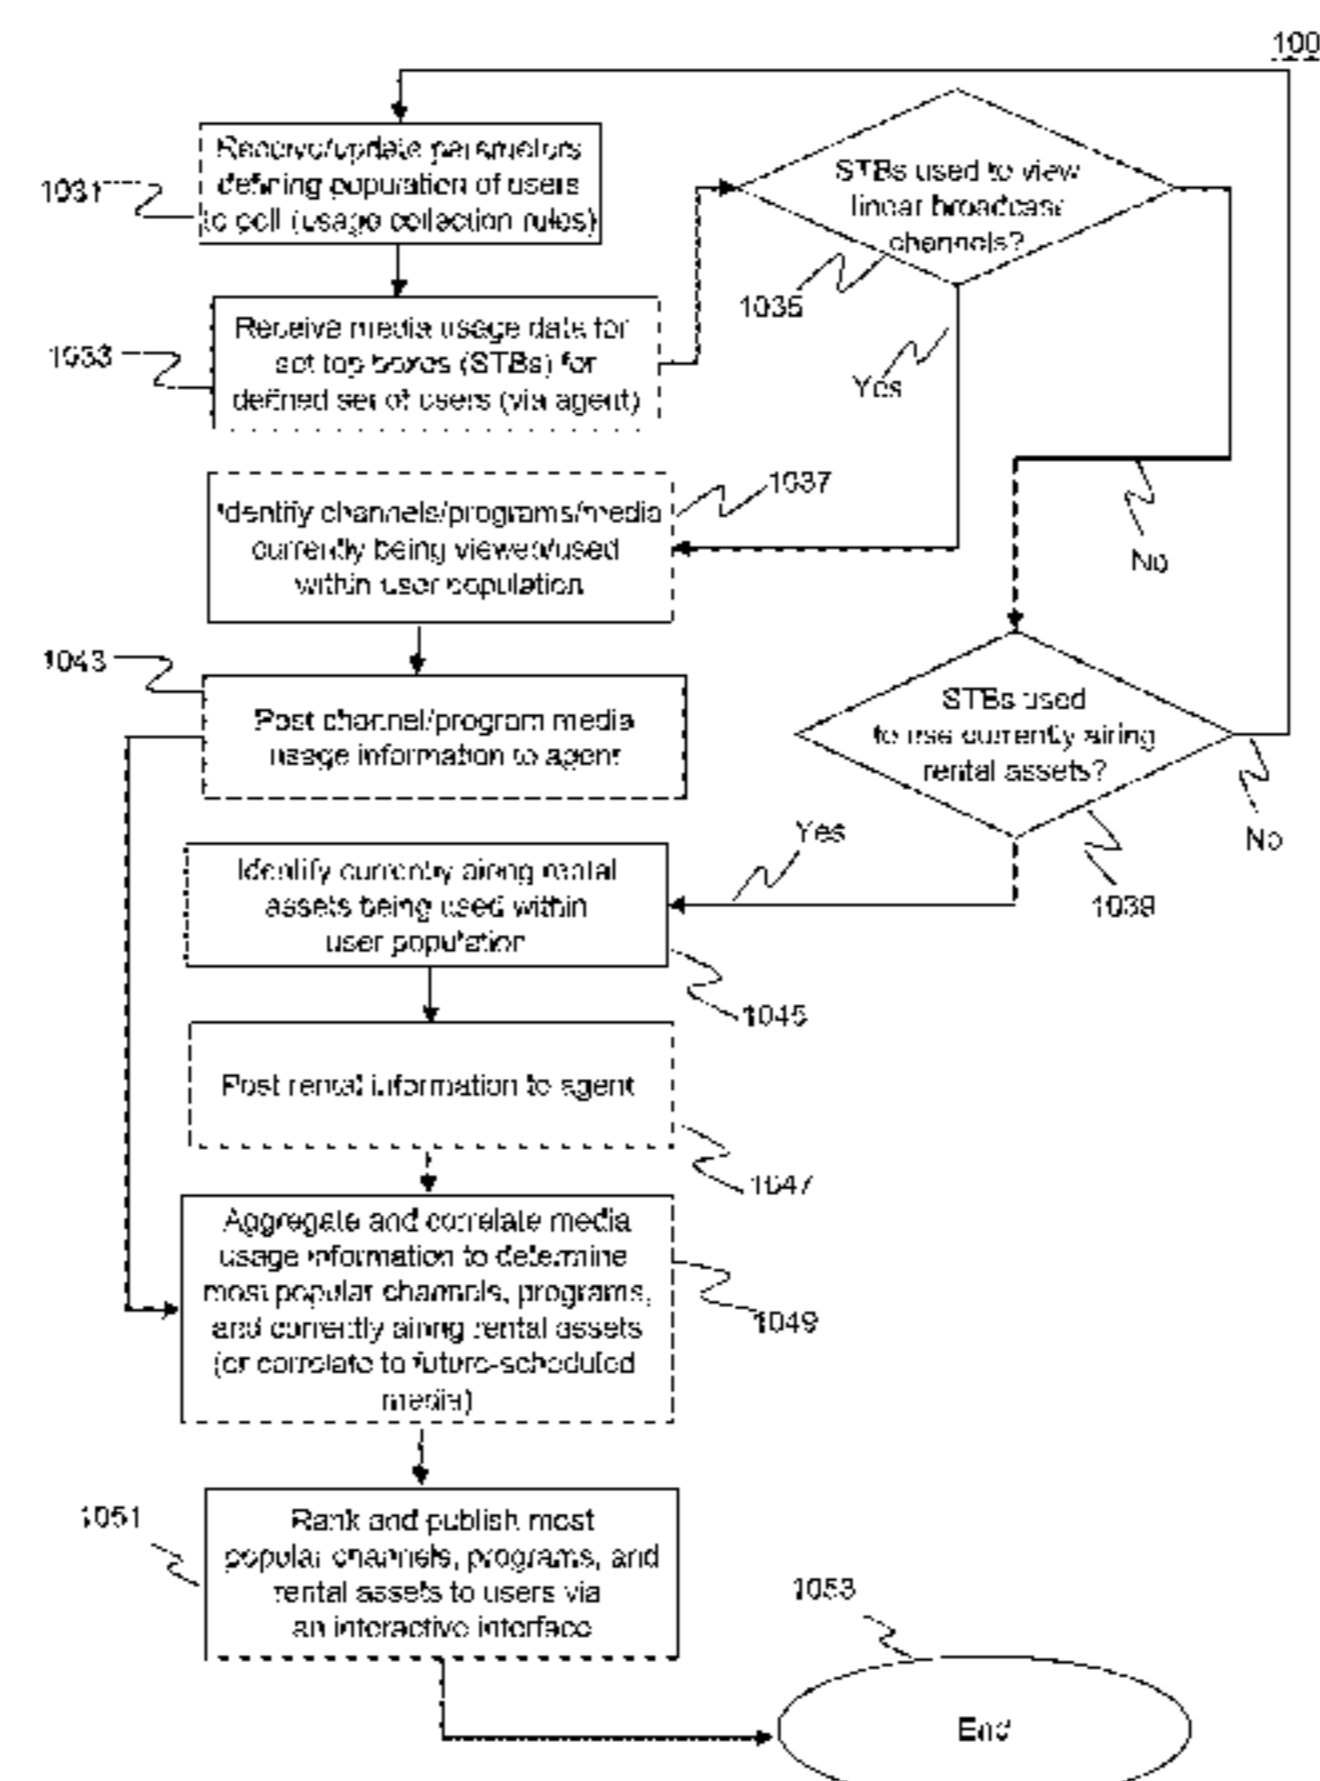 100
1031
Receive/update parameters
defining population of users
to poll (usage collection rules)
STBs used to view
linear broadcast
channels?
1035
1033
Receive media usage data for
set top boxes (STBs) for
defined set of users (via agent)
Yes
1037
Identify channels/programs/media
currently being viewed/used
within user population
No
1043
Post channel/program media
usage information to agent
STBs used
to use currently airing
rental assets?
Yes
No
1039
Identify currently airing rental
assets being used within
user population
1045
Post rental information to agent
1047
Aggregate and correlate media
usage information to determine
most popular channels, programs,
and currently airing rental assets
(or correlate to future-scheduled
media)
1049
1051
Rank and publish most
popular channels, programs, and
rental assets to users via
an interactive interface
1053
End